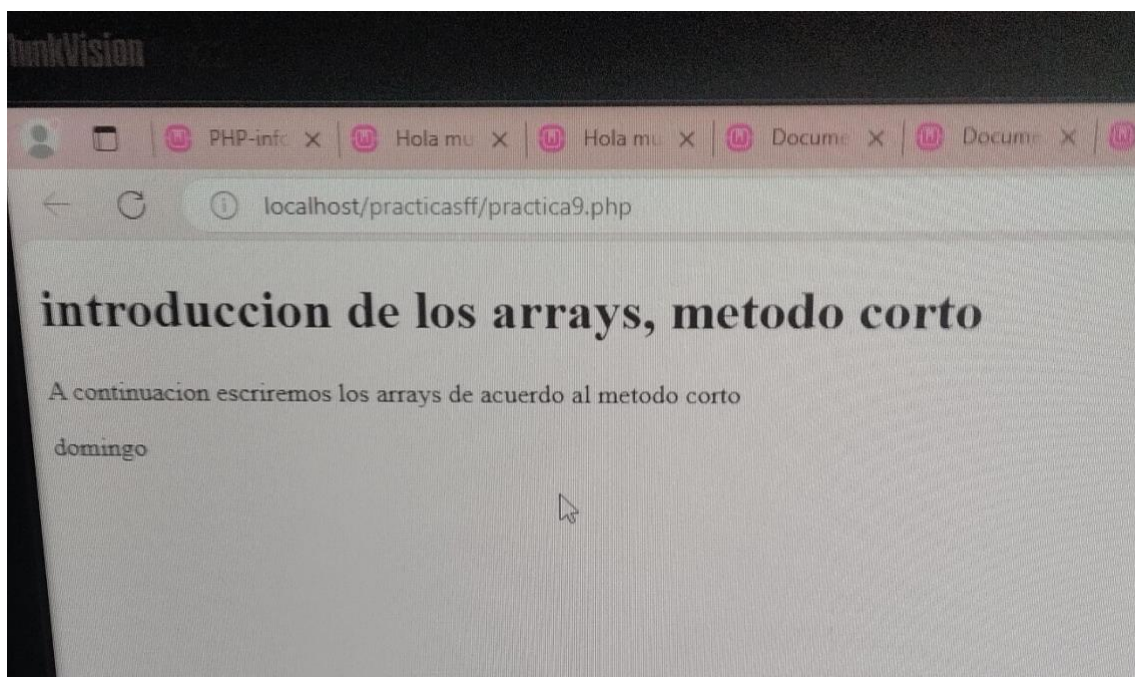 ThinkVision
PHP-info
Hola mu
Hola mu
Docume
Docume
localhost/practicasff/practica9.php
introduccion de los arrays, metodo corto
A continuacion escriremos los arrays de acuerdo al metodo corto
domingo